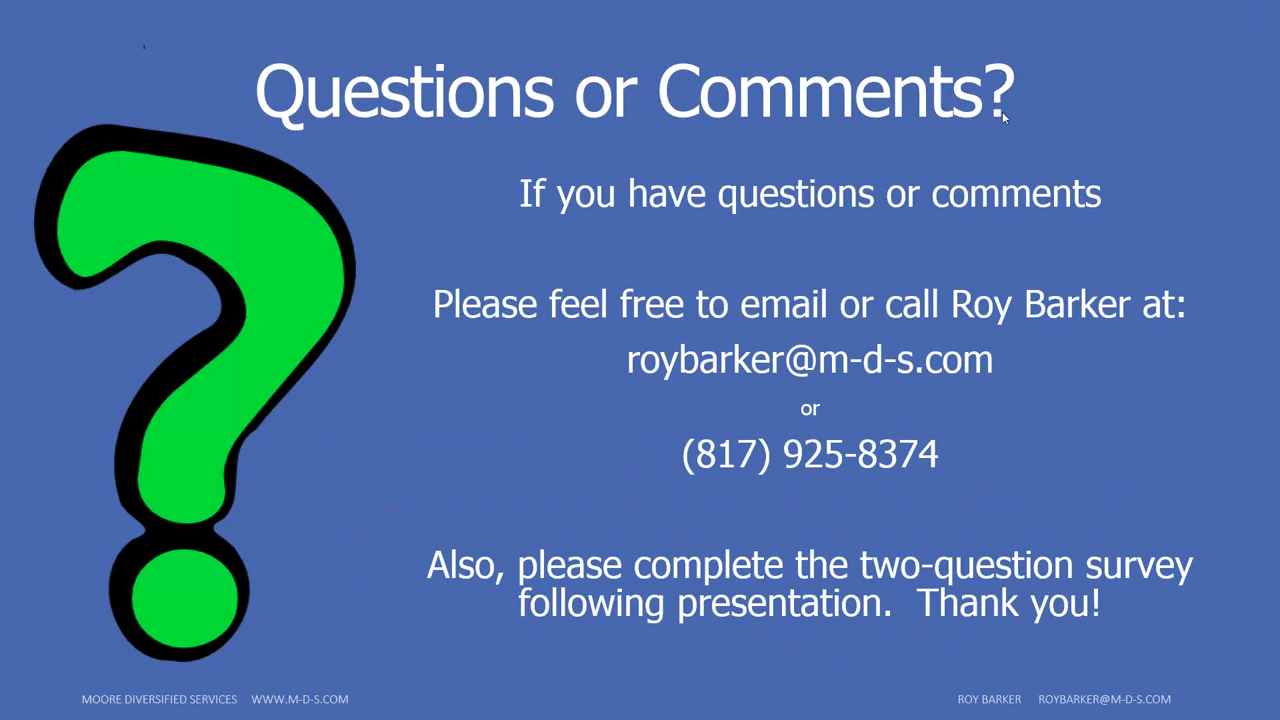 Questions or Comments?
If you have questions or comments
Please feel free to email or call Roy Barker at:
roybarker@m-d-s.com
or
(817) 925-8374
Also, please complete the two-question survey
following presentation.  Thank you!
MOORE DIVERSIFIED SERVICES    WWW.M-D-S.COM
ROY BARKER    ROYBARKER@M-D-S.COM